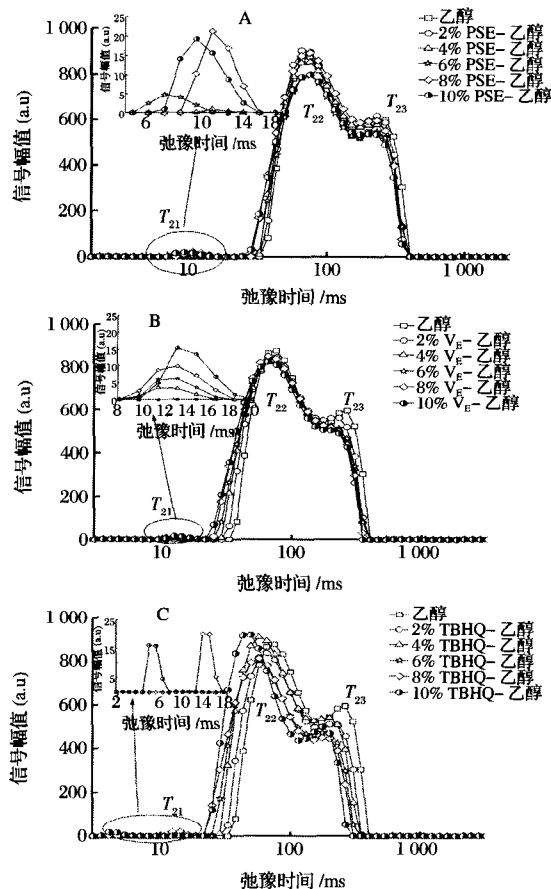 A
信号幅值 (a.u)
25
20
15
10
5
0
6 10 14 18
弛豫时间 /ms
乙醇
2% PSE-乙醇
4% PSE-乙醇
6% PSE-乙醇
8% PSE-乙醇
10% PSE-乙醇
信号幅值 (a.u)
1 000
800
600
400
200
0
T21
T22
T23
10 100 1 000
弛豫时间 /ms
B
信号幅值 (a.u)
25
20
15
10
5
0
8 10 12 14 16 18 20
弛豫时间 /ms
乙醇
2% VE-乙醇
4% VE-乙醇
6% VE-乙醇
8% VE-乙醇
10% VE-乙醇
信号幅值 (a.u)
1 000
800
600
400
200
0
T21
T22
T23
10 100 1 000
弛豫时间 /ms
C
信号幅值 (a.u)
25
15
5
2 6 10 14 18
弛豫时间 /ms
乙醇
2% TBHQ-乙醇
4% TBHQ-乙醇
6% TBHQ-乙醇
8% TBHQ-乙醇
10% TBHQ-乙醇
信号幅值 (a.u)
1 000
800
600
400
200
0
T21
T22
T23
10 100 1 000
弛豫时间 /ms